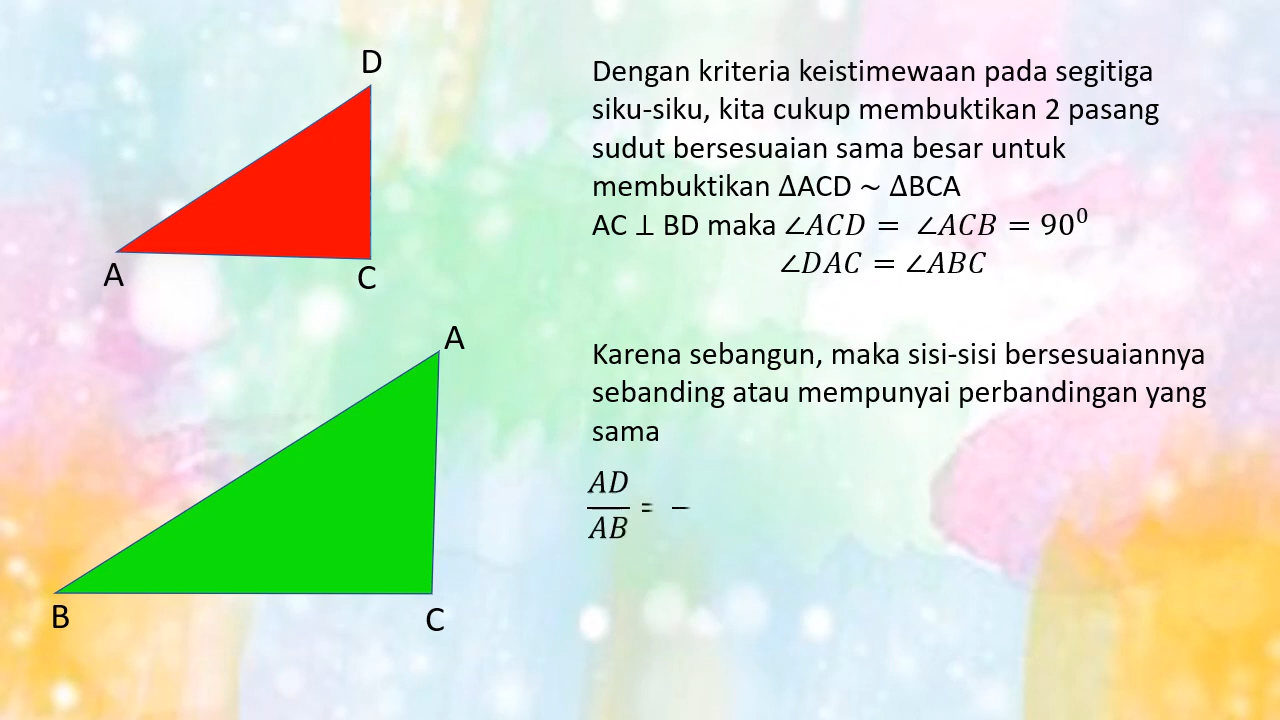 D
A
C
A
B
C
Dengan kriteria keistimewaan pada segitiga
siku-siku, kita cukup membuktikan 2 pasang
sudut bersesuaian sama besar untuk
membuktikan ΔACD ~ ΔBCA
AC ⊥ BD maka ∠ACD = ∠ACB = 90⁰
∠DAC = ∠ABC
Karena sebangun, maka sisi-sisi bersesuaiannya
sebanding atau mempunyai perbandingan yang
sama
AD
AB = –